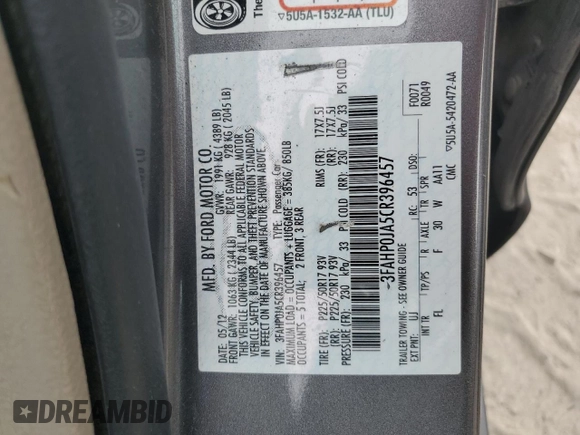 The
5U5A-1532-AA (TLU)
MFD. BY FORD MOTOR CO.
DATE: 05/12 GVWR: 1991 KG ( 4389 LB)
FRONT GAWR: 1063 KG ( 2344 LB) REAR GAWR: 928 KG ( 2045 LB)
THIS VEHICLE CONFORMS TO ALL APPLICABLE FEDERAL MOTOR
VEHICLE SAFETY, BUMPER, AND THEFT PREVENTION STANDARDS
IN EFFECT ON THE DATE OF MANUFACTURE SHOWN ABOVE.
VIN: 3FAHP0JA5CR396457 TYPE: Passenger Car
MAXIMUM LOAD = OCCUPANTS + LUGGAGE = 385KG/ 850LB
OCCUPANTS = 5 TOTAL; 2 FRONT, 3 REAR
TIRE (FR): P225/50R17 93V RIMS (FR): 17X7.5J
(RR): P225/50R17 93V (RR): 17X7.5J
PRESSURE (FR): 230 kPa/ 33 PSI COLD (RR): 230 kPa/ 33 PSI COLD
-3FAHP0JA5CR396457-
TRAILER TOWING - SEE OWNER GUIDE F0071
EXT PNT: UJ RC: 53 DSO: R0049
INT TR TP/PS R AXLE TR SPR
FL F 30 W AA11
CMC 5U5A-5420472-AA
DREAMBID